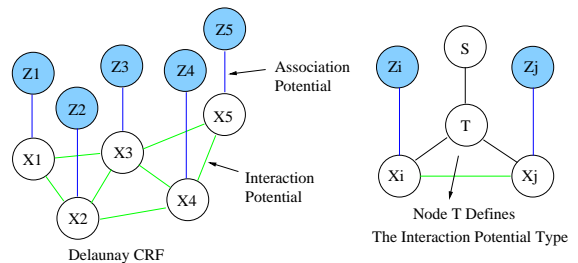 Z5
Z3
Z1
Z4
Z2
Association
Potential
X5
X3
X1
X4
X2
Interaction
Potential
Delaunay CRF
S
Zi
Zj
T
Xi
Xj
Node T Defines
The Interaction Potential Type